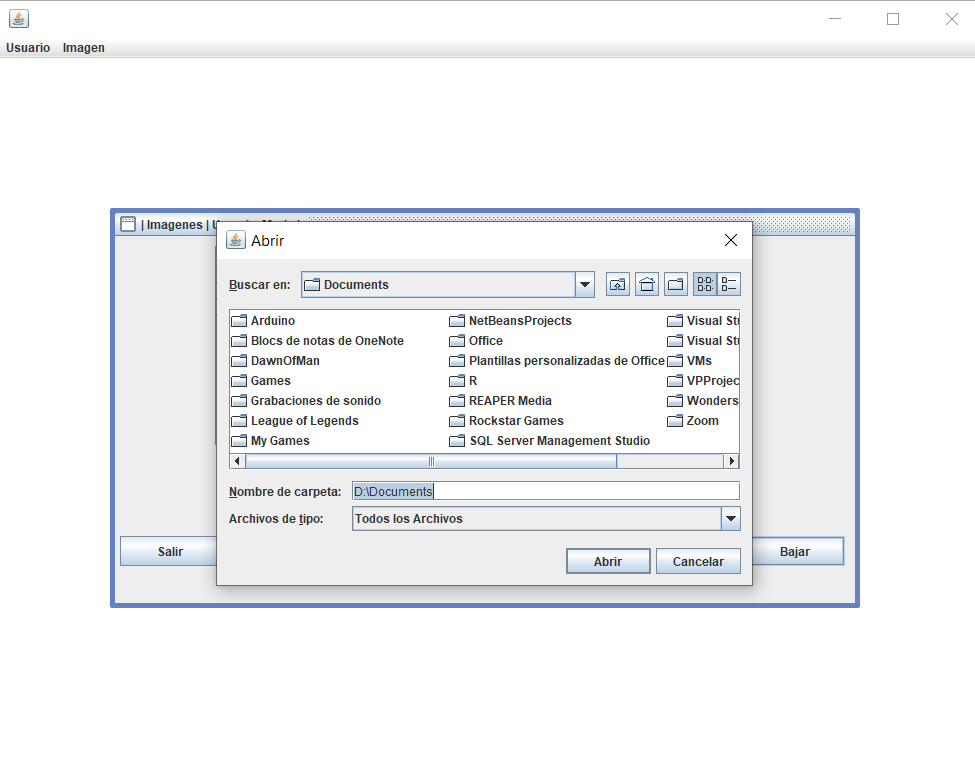 Usuario Imagen
| Imagenes |
Abrir
Buscar en: Documents
Arduino NetBeansProjects Visual
Blocs de notas de OneNote Office Visual
DawnOfMan Plantillas personalizadas de Office VMs
Games R VPProjec
Grabaciones de sonido REAPER Media Wonders
League of Legends Rockstar Games Zoom
My Games SQL Server Management Studio
Nombre de carpeta: D:\Documents
Archivos de tipo: Todos los Archivos
Salir Abrir Cancelar Bajar